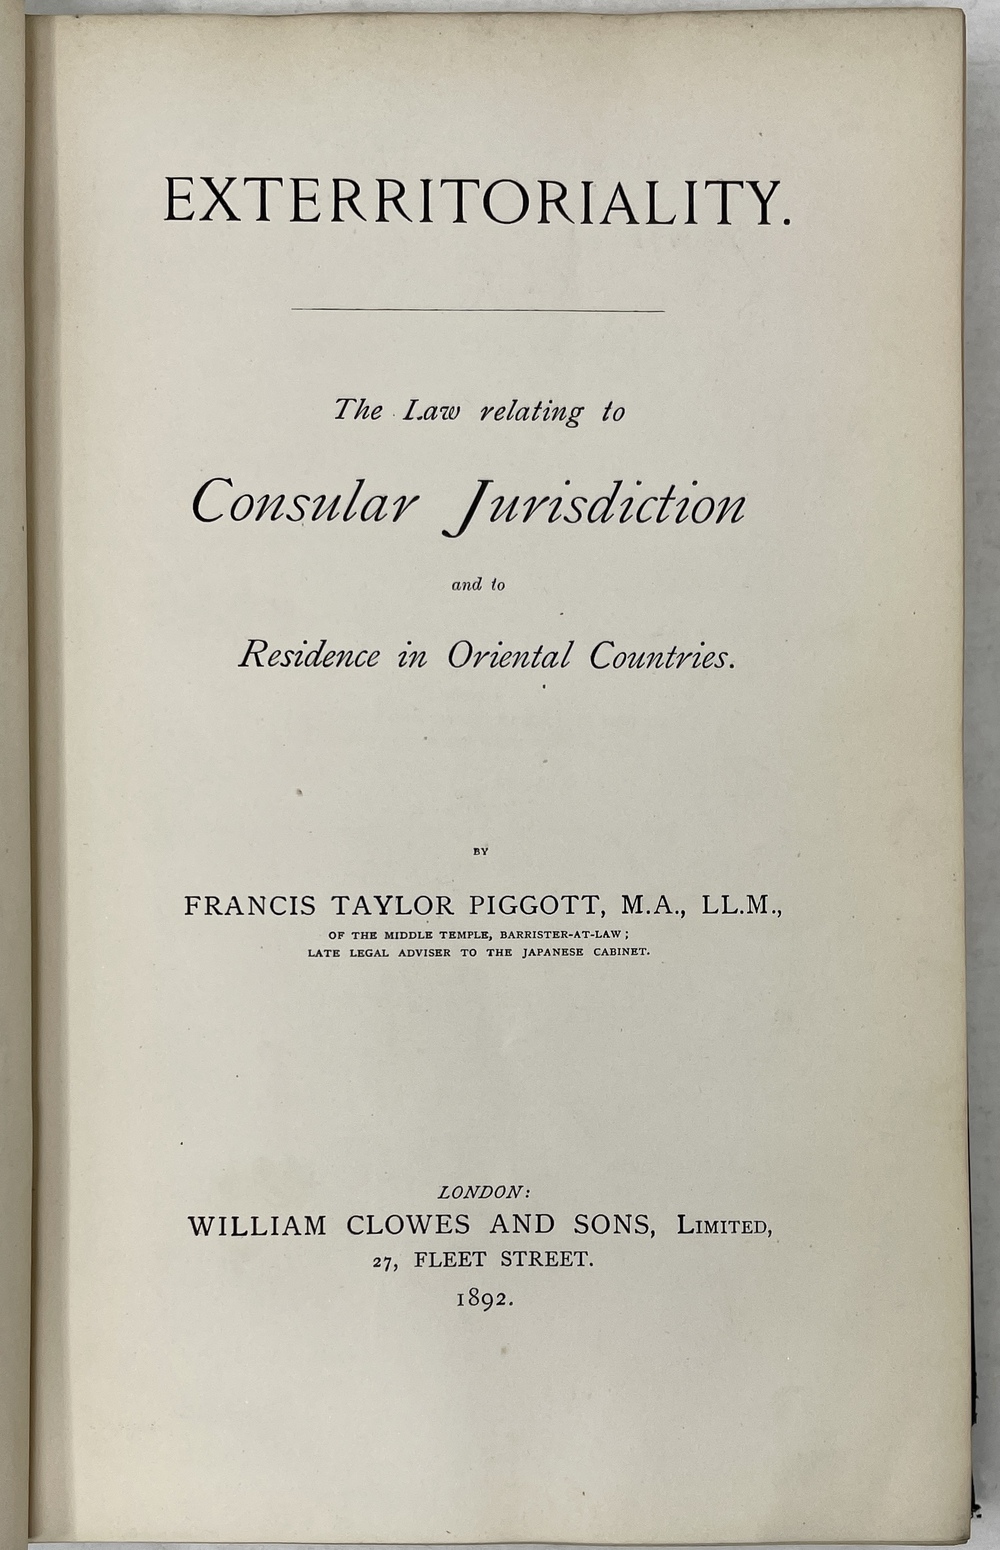 EXTERRITORIALITY.
The Law relating to
Consular Jurisdiction
and to
Residence in Oriental Countries.
BY
FRANCIS TAYLOR PIGGOTT, M.A., LL.M.,
OF THE MIDDLE TEMPLE, BARRISTER-AT-LAW;
LATE LEGAL ADVISER TO THE JAPANESE CABINET.
LONDON:
WILLIAM CLOWES AND SONS, LIMITED,
27, FLEET STREET.
1892.